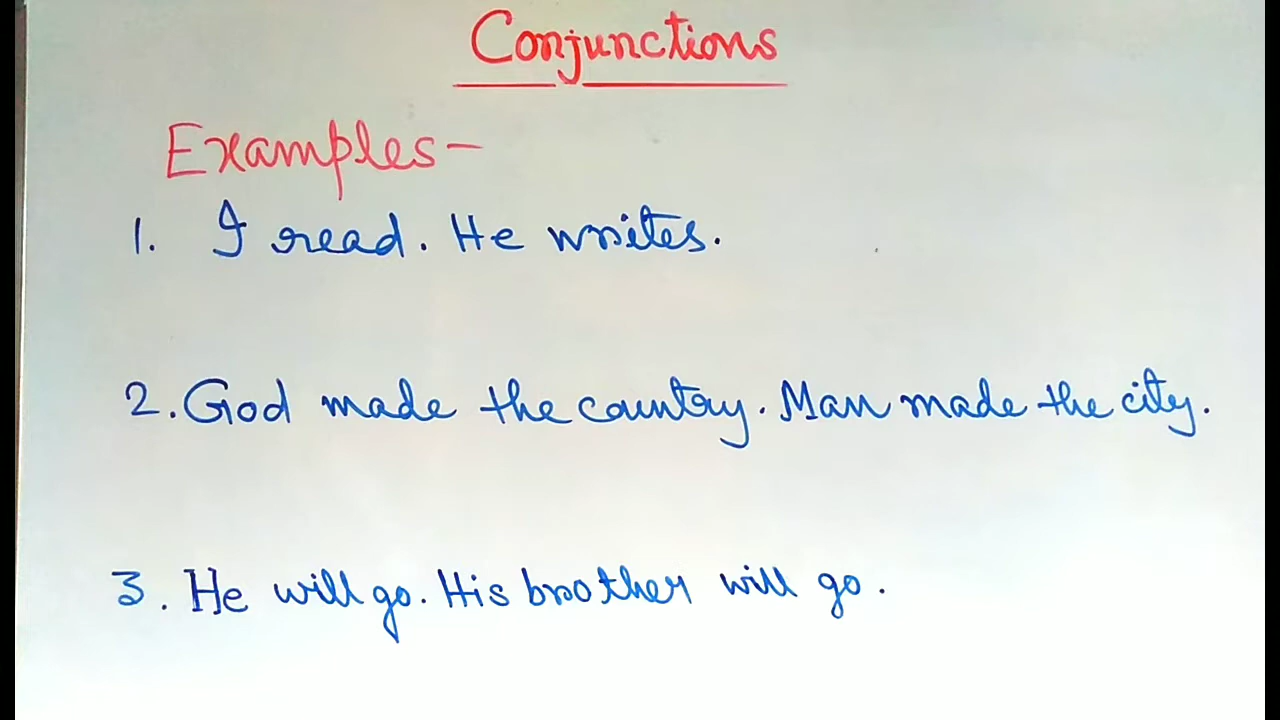 Conjunctions
Examples-
1. I read. He writes.
2. God made the country. Man made the city.
3. He will go. His brother will go.